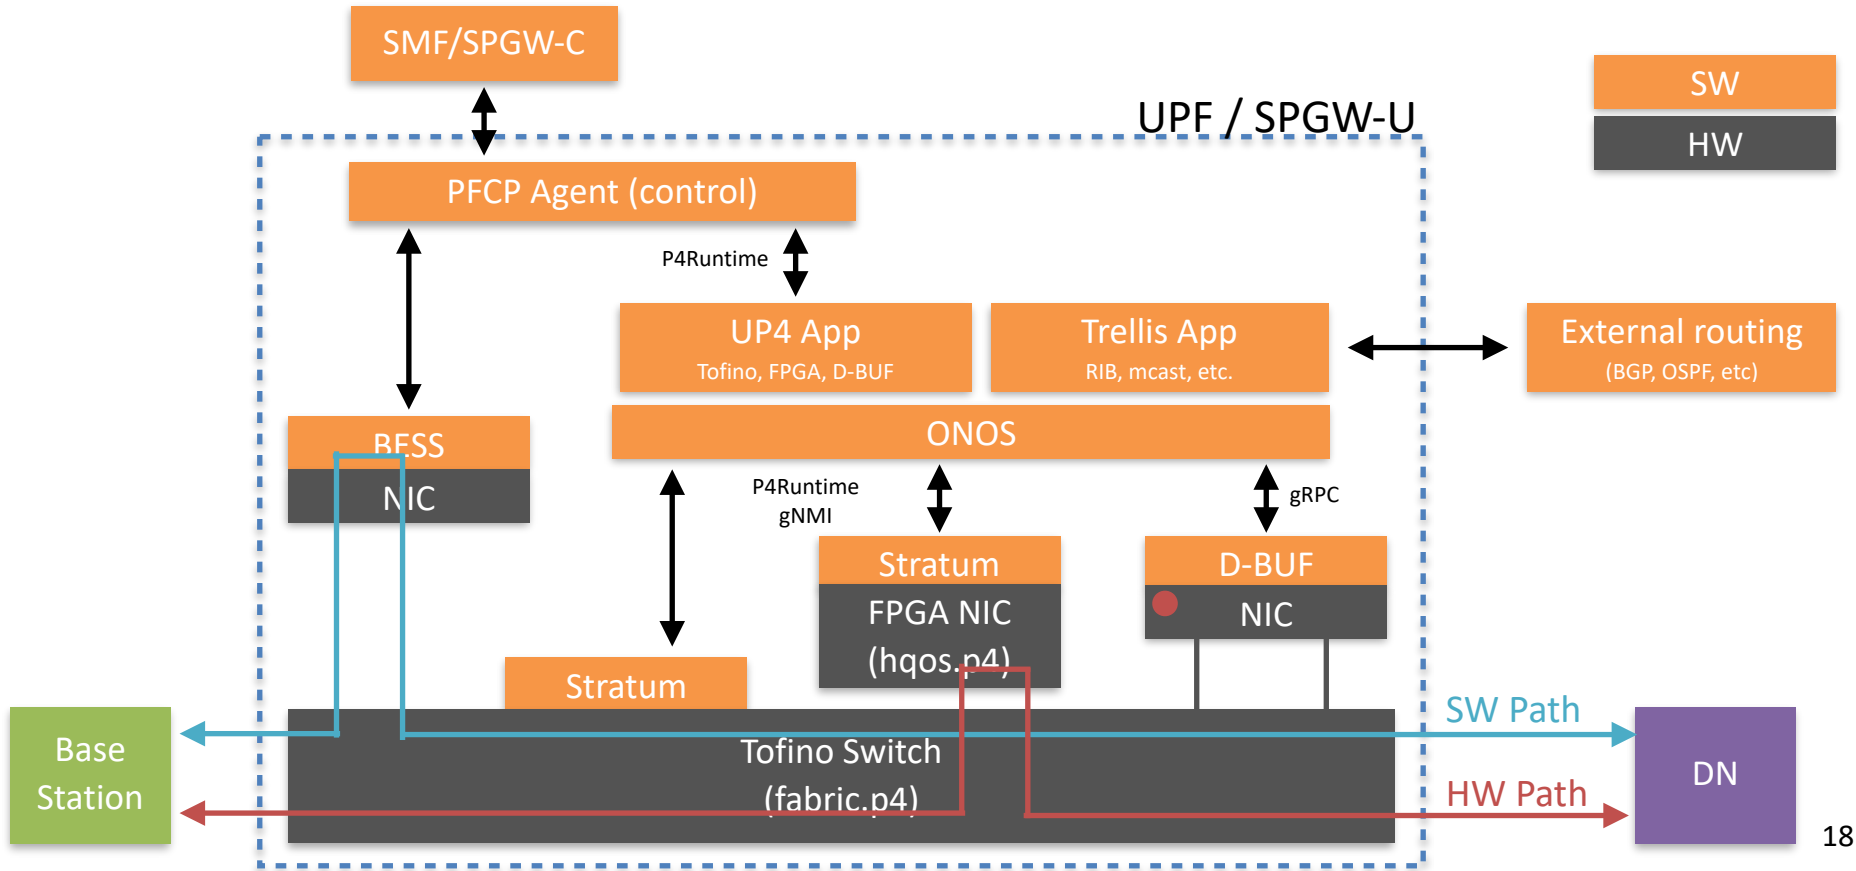 SMF/SPGW-C
SW
HW
UPF / SPGW-U
PFCP Agent (control)
P4Runtime
UP4 App
Tofino, FPGA, D-BUF
Trellis App
RIB, mcast, etc.
External routing
(BGP, OSPF, etc)
ONOS
BESS
NIC
P4Runtime
gNMI
gRPC
Stratum
FPGA NIC
(hqos.p4)
D-BUF
NIC
Stratum
Tofino Switch
(fabric.p4)
Base
Station
SW Path
HW Path
DN
18